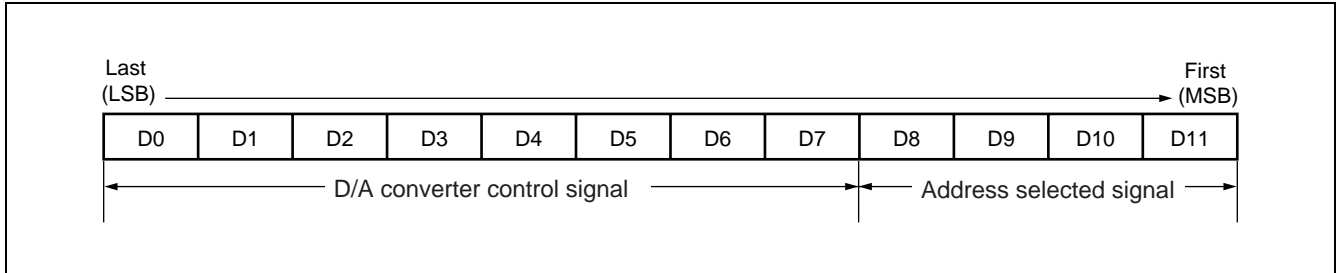 Last First
(LSB) (MSB)
D0 D1 D2 D3 D4 D5 D6 D7 D8 D9 D10 D11
D/A converter control signal Address selected signal